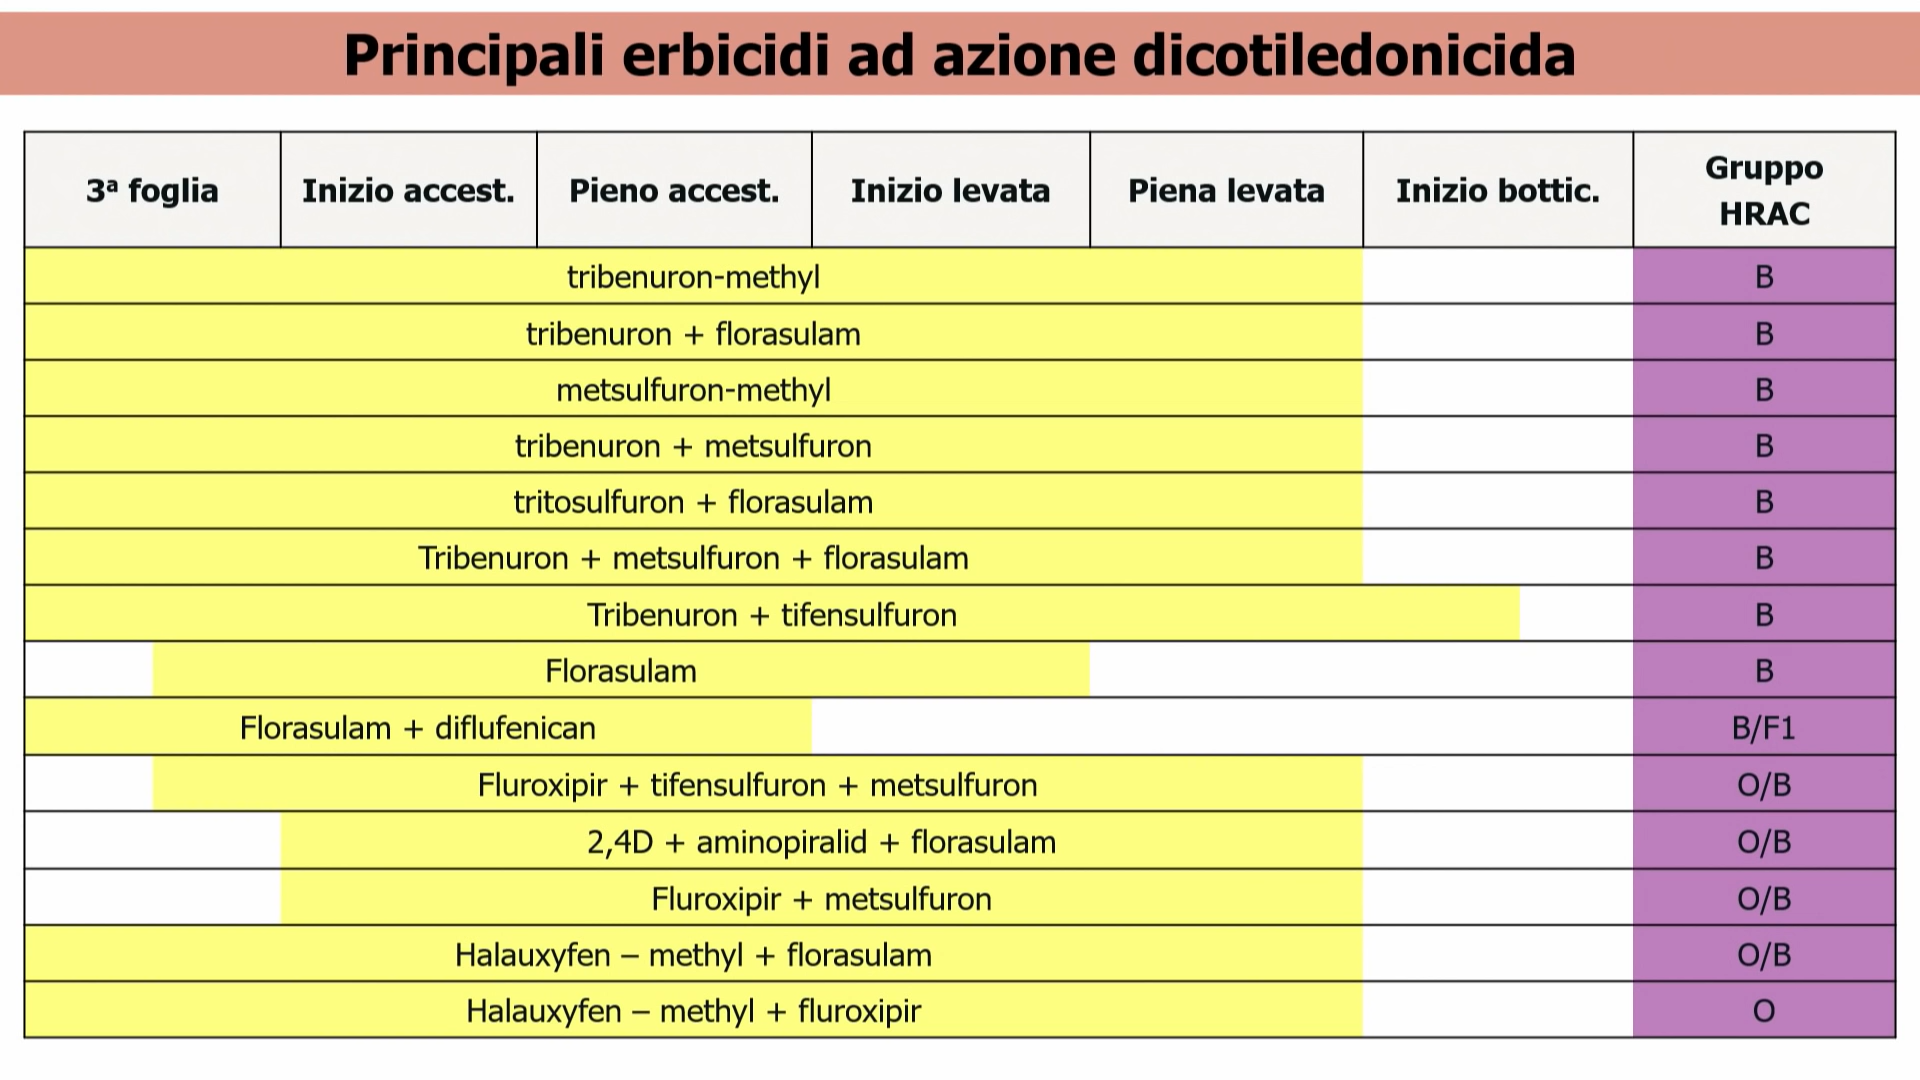 Principali erbicidi ad azione dicotiledonicida
3ª foglia Inizio accest. Pieno accest. Inizio levata Piena levata Inizio bottic. Gruppo HRAC
tribenuron-methyl B
tribenuron + florasulam B
metsulfuron-methyl B
tribenuron + metsulfuron B
tritosulfuron + florasulam B
Tribenuron + metsulfuron + florasulam B
Tribenuron + tifensulfuron B
Florasulam B
Florasulam + diflufenican B/F1
Fluroxipir + tifensulfuron + metsulfuron O/B
2,4D + aminopiralid + florasulam O/B
Fluroxipir + metsulfuron O/B
Halauxyfen – methyl + florasulam O/B
Halauxyfen – methyl + fluroxipir O